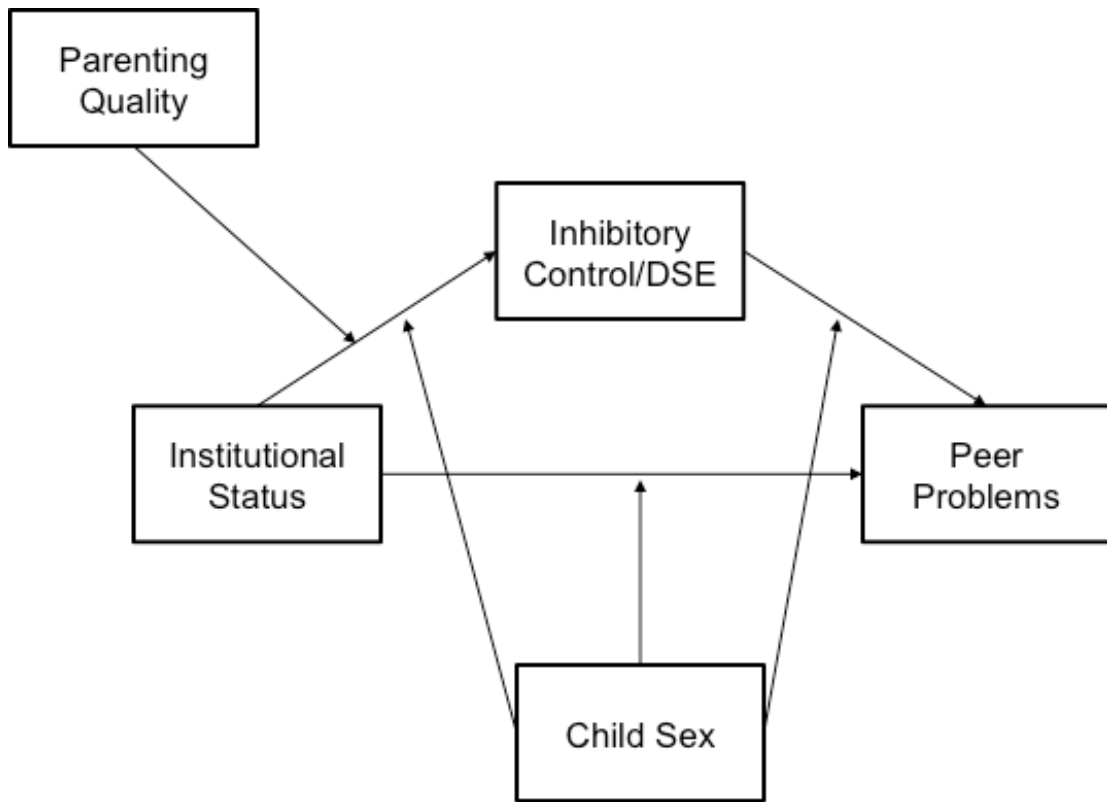 Parenting
Quality
Inhibitory
Control/DSE
Institutional
Status
Peer
Problems
Child Sex